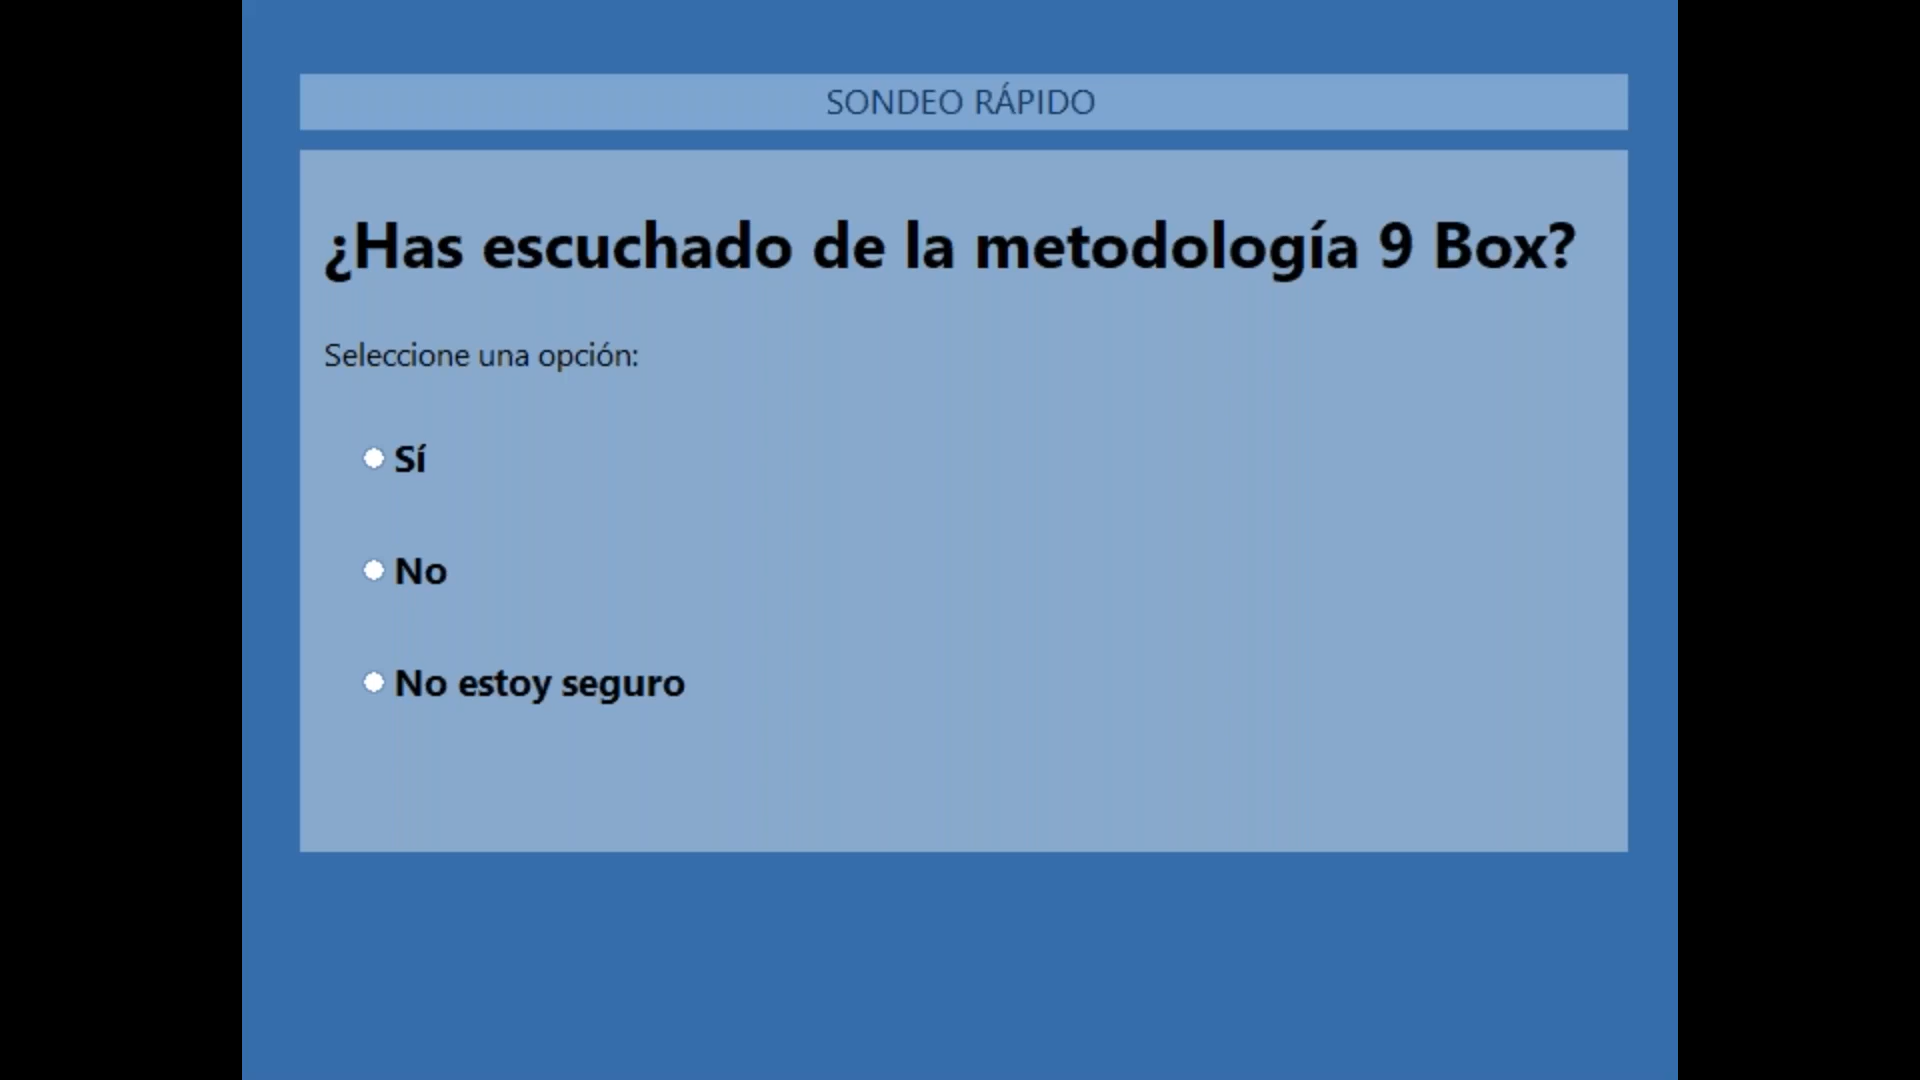 SONDEO RÁPIDO
¿Has escuchado de la metodología 9 Box?
Seleccione una opción:
Sí
No
No estoy seguro